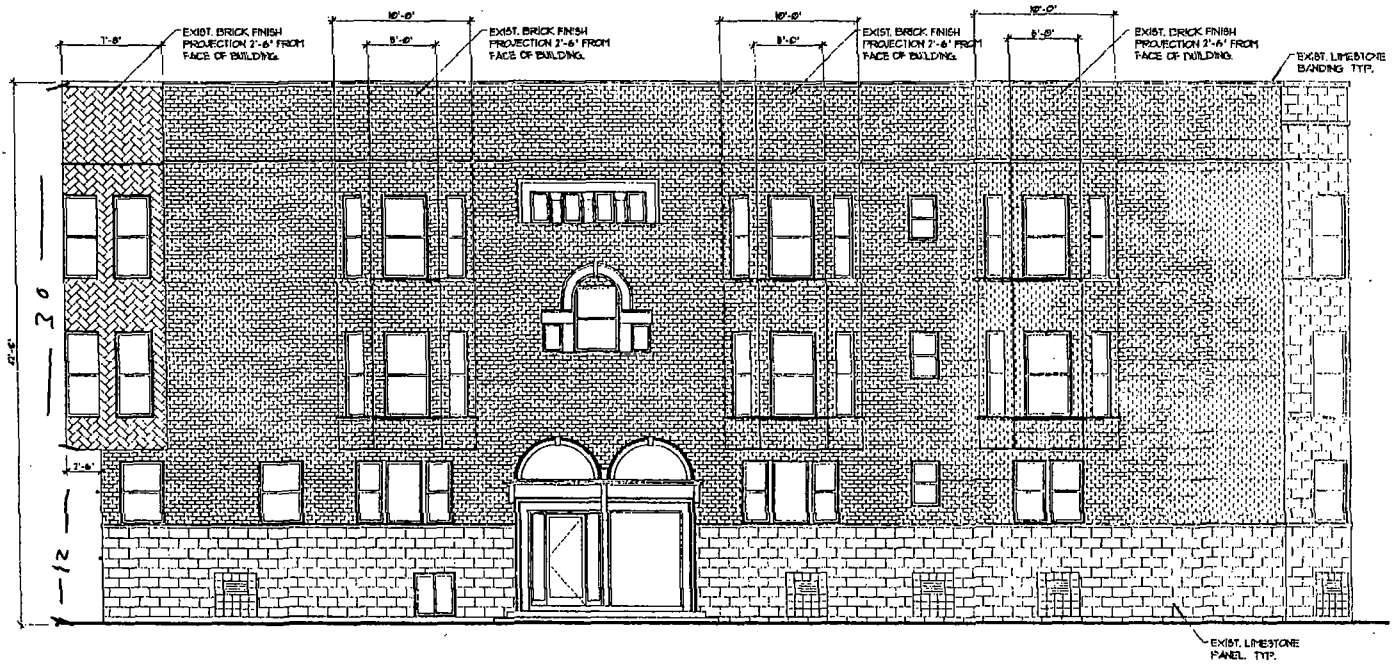 10'-0"
EXIST. BRICK FINISH
PROJECTION 2'-6" FROM
FACE OF BUILDING.
7'-8"
5'-0"
EXIST. BRICK FINISH
PROJECTION 2'-6" FROM
FACE OF BUILDING.
10'-0"
5'-0"
EXIST. BRICK FINISH
PROJECTION 2'-6" FROM
FACE OF BUILDING.
10'-0"
5'-0"
EXIST. BRICK FINISH
PROJECTION 2'-6" FROM
FACE OF BUILDING.
EXIST. LIMESTONE
BANDING TYP.
30
2'-6"
12
EXIST. LIMESTONE
PANEL TYP.